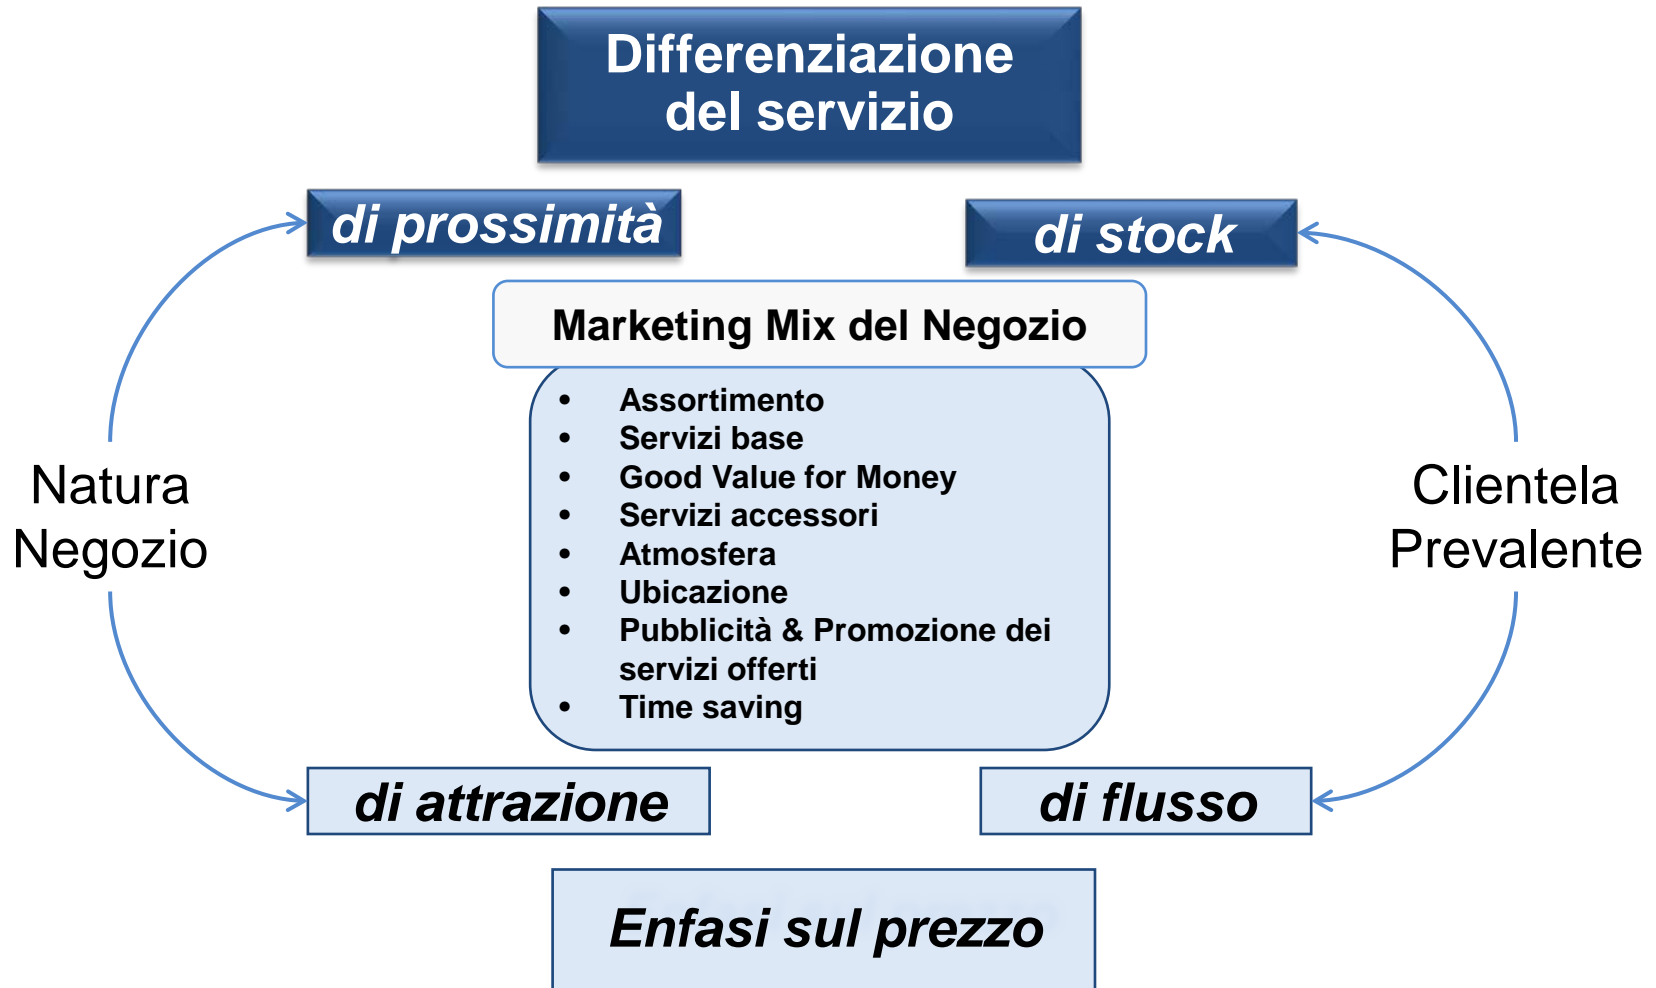 Differenziazione
del servizio
di prossimità
di stock
Marketing Mix del Negozio
• Assortimento
• Servizi base
• Good Value for Money
• Servizi accessori
• Atmosfera
• Ubicazione
• Pubblicità & Promozione dei
servizi offerti
• Time saving
Natura
Negozio
Clientela
Prevalente
di attrazione
di flusso
Enfasi sul prezzo